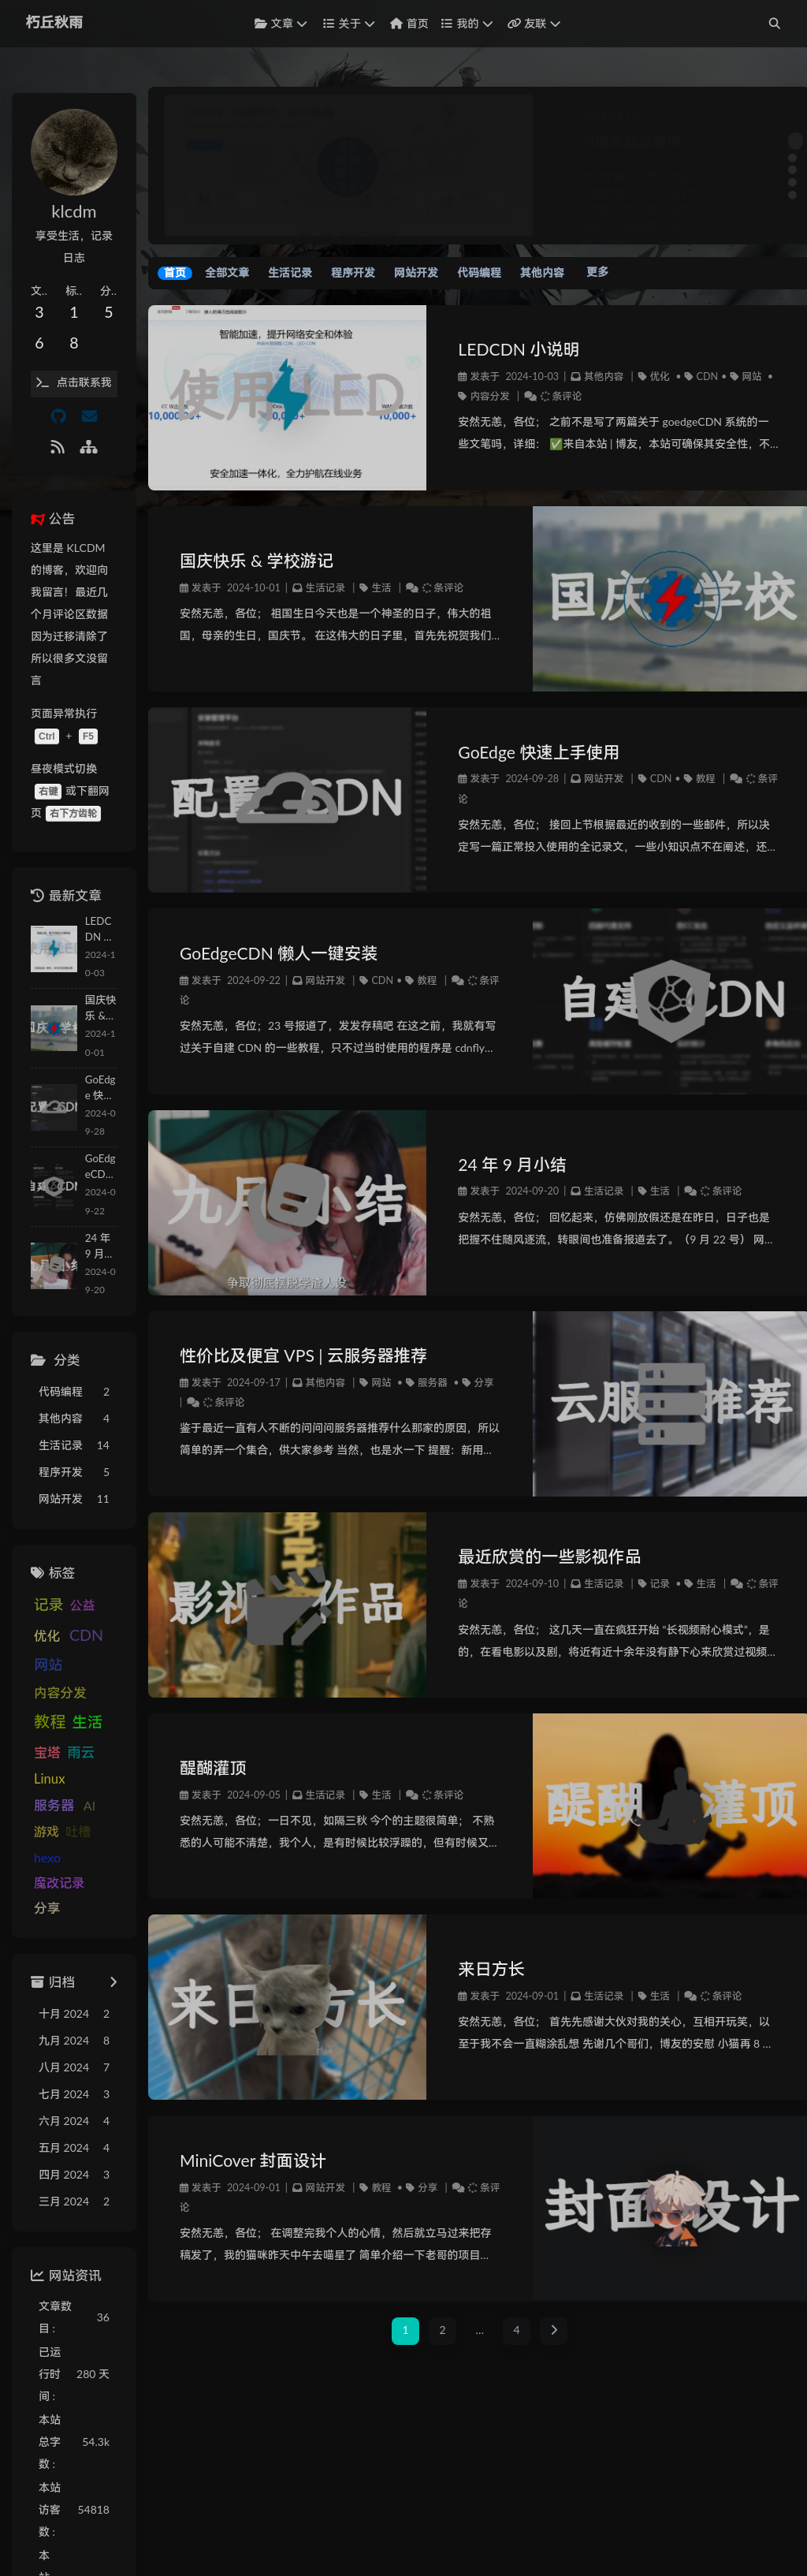 朽丘秋雨
文章 关于 首页 我的 友联
klcdm
享受生活，记录
日志
文.. 标.. 分..
3 1 5
6 8
点击联系我
公告
这里是 KLCDM
的博客，欢迎向
我留言！最近几
个月评论区数据
因为迁移清除了
所以很多文没留
言
页面异常执行
Ctrl + F5
昼夜模式切换
右键 或下翻网
页 右下方齿轮
最新文章
LEDC
DN ...
2024-1
0-03
国庆快
乐 &...
2024-1
0-01
GoEdg
e 快...
2024-0
9-28
GoEdg
eCD...
2024-0
9-22
24 年
9 月...
2024-0
9-20
分类
代码编程 2
其他内容 4
生活记录 14
程序开发 5
网站开发 11
标签
记录 公益
优化 CDN
网站
内容分发
教程 生活
宝塔 雨云
Linux
服务器 AI
游戏 吐槽
hexo
魔改记录
分享
归档
十月 2024 2
九月 2024 8
八月 2024 7
七月 2024 3
六月 2024 4
五月 2024 4
四月 2024 3
三月 2024 2
网站资讯
文章数
目 : 36
已运
行时 280 天
间 :
本站
总字 54.3k
数 :
本站
访客 54818
数 :
本
首页 全部文章 生活记录 程序开发 网站开发 代码编程 其他内容 更多
智能加速，提升网络安全和体验
使用 LED
10,000+
安全加速一体化，全力护航在线业务
LEDCDN 小说明
发表于 2024-10-03 | 其他内容 | 优化 • CDN • 网站 •
内容分发 | 条评论
安然无恙，各位； 之前不是写了两篇关于 goedgeCDN 系统的一
些文笔吗，详细： ✅来自本站 | 博友，本站可确保其安全性，不...
国庆快乐 & 学校游记
发表于 2024-10-01 | 生活记录 | 生活 | 条评论
安然无恙，各位； 祖国生日今天也是一个神圣的日子，伟大的祖
国，母亲的生日，国庆节。 在这伟大的日子里，首先先祝贺我们...
国庆 学校
配置 CDN
GoEdge 快速上手使用
发表于 2024-09-28 | 网站开发 | CDN • 教程 | 条评
论
安然无恙，各位； 接回上节根据最近的收到的一些邮件，所以决
定写一篇正常投入使用的全记录文，一些小知识点不在阐述，还...
GoEdgeCDN 懒人一键安装
发表于 2024-09-22 | 网站开发 | CDN • 教程 | 条评
论
安然无恙，各位；23 号报道了，发发存稿吧 在这之前，我就有写
过关于自建 CDN 的一些教程，只不过当时使用的程序是 cdnfly...
自建 CDN
九月 小结
争取彻底摆脱学渣人设
24 年 9 月小结
发表于 2024-09-20 | 生活记录 | 生活 | 条评论
安然无恙，各位； 回忆起来，仿佛刚放假还是在昨日，日子也是
把握不住随风逐流，转眼间也准备报道去了。（9 月 22 号） 网...
性价比及便宜 VPS | 云服务器推荐
发表于 2024-09-17 | 其他内容 | 网站 • 服务器 • 分享
| 条评论
鉴于最近一直有人不断的问问问服务器推荐什么那家的原因，所以
简单的弄一个集合，供大家参考 当然，也是水一下 提醒：新用...
云服 推荐
影视 作品
最近欣赏的一些影视作品
发表于 2024-09-10 | 生活记录 | 记录 • 生活 | 条评
论
安然无恙，各位； 这几天一直在疯狂开始 “长视频耐心模式”，是
的，在看电影以及剧，将近有近十余年没有静下心来欣赏过视频...
醍醐灌顶
发表于 2024-09-05 | 生活记录 | 生活 | 条评论
安然无恙，各位；一日不见，如隔三秋 今个的主题很简单； 不熟
悉的人可能不清楚，我个人，是有时候比较浮躁的，但有时候又...
醍醐 灌顶
来日 方长
来日方长
发表于 2024-09-01 | 生活记录 | 生活 | 条评论
安然无恙，各位； 首先先感谢大伙对我的关心，互相开玩笑，以
至于我不会一直糊涂乱想 先谢几个哥们，博友的安慰 小猫再 8 ...
MiniCover 封面设计
发表于 2024-09-01 | 网站开发 | 教程 • 分享 | 条评
论
安然无恙，各位； 在调整完我个人的心情，然后就立马过来把存
稿发了，我的猫咪昨天中午去喵星了 简单介绍一下老哥的项目...
封面 设计
1 2 ... 4